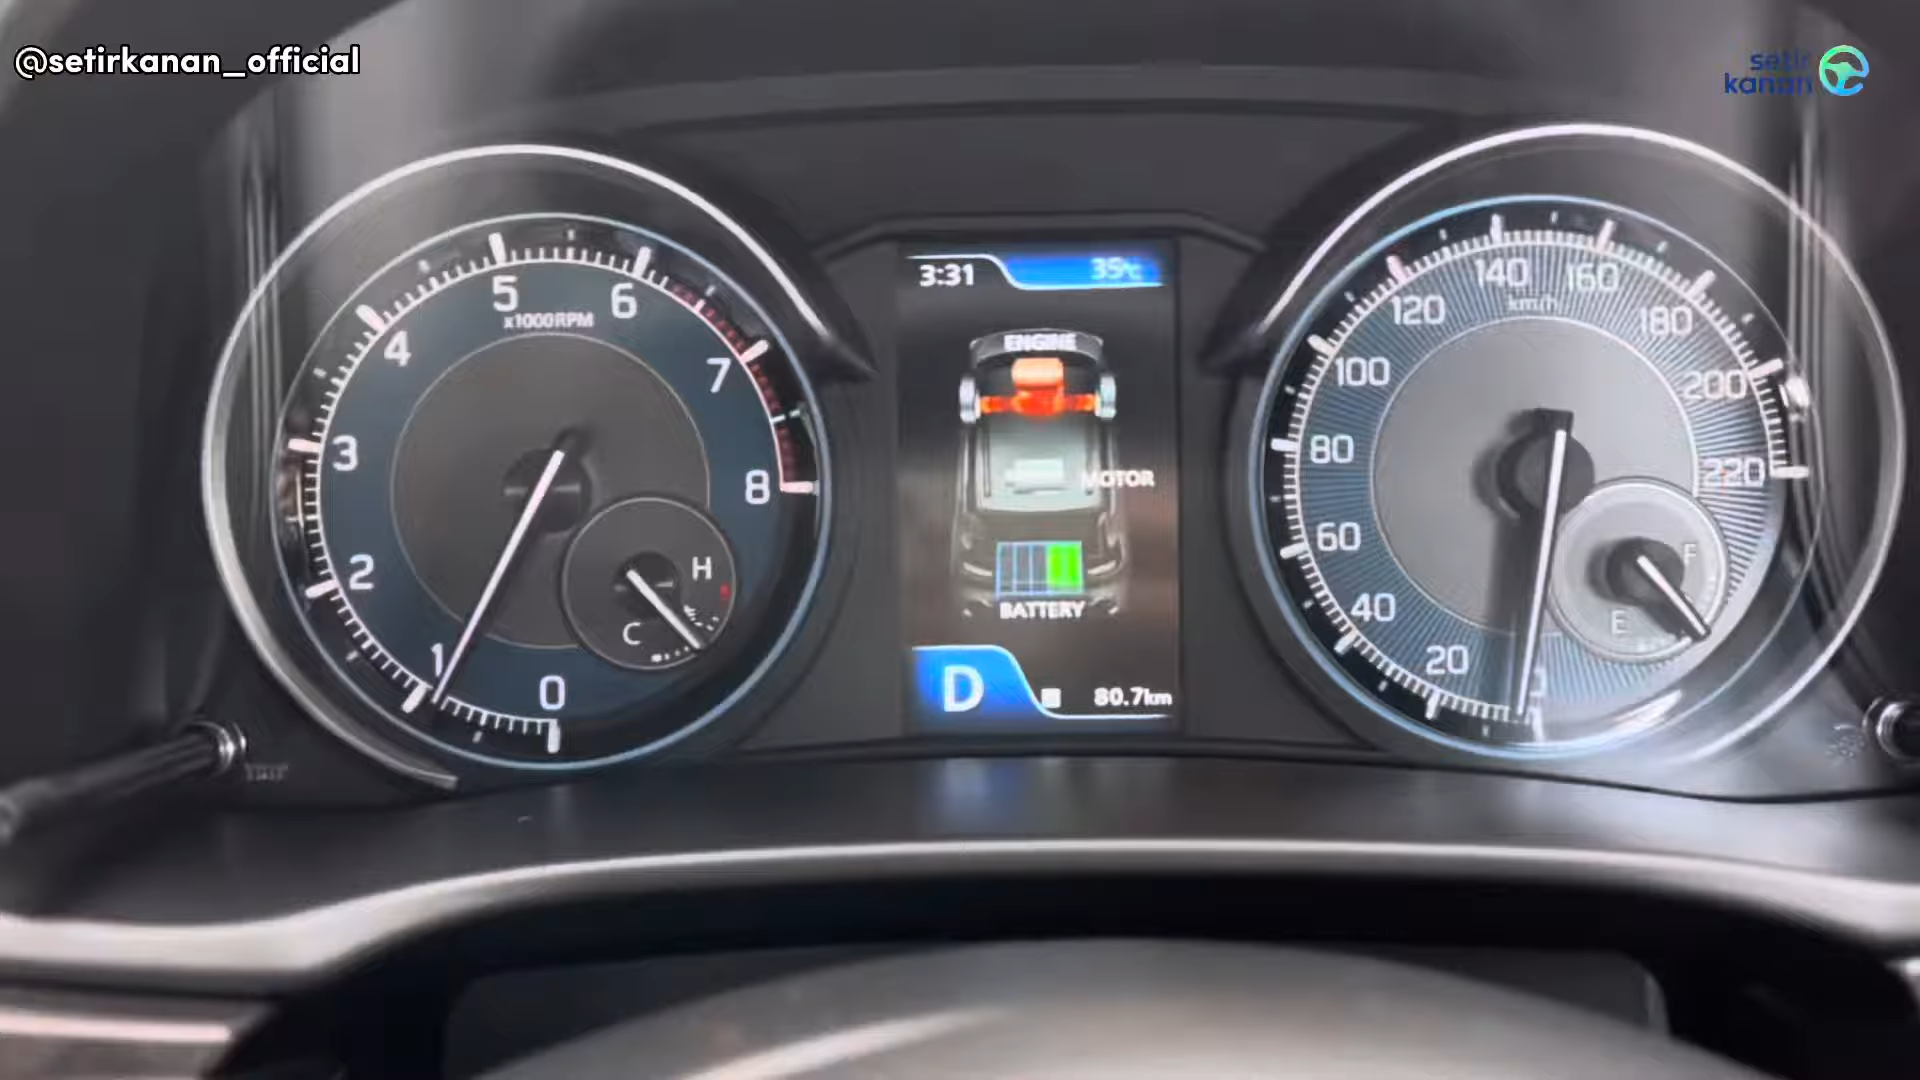 @setirkanan_official
setir
kanan
0
1
2
3
4
5
6
7
8
x1000RPM
H
C
3:31
35°C
ENGINE
MOTOR
BATTERY
D
80.7km
20
40
60
80
100
120
140
160
180
200
220
km/h
F
E